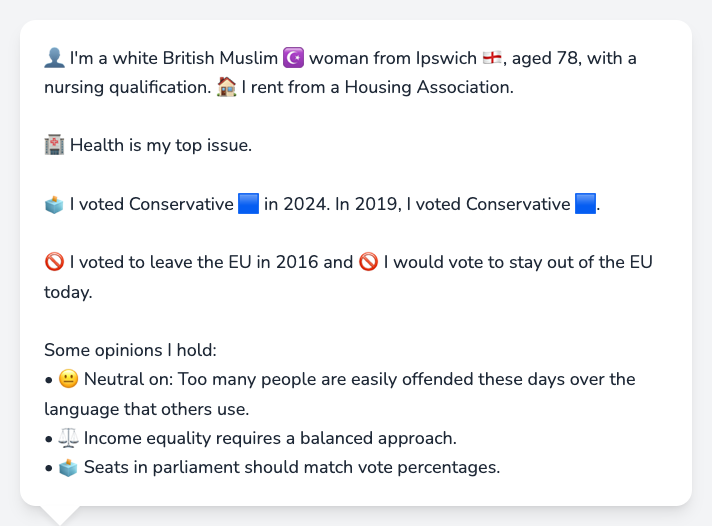 👤 I'm a white British Muslim ☪️ woman from Ipswich 🏴󠁧󠁢󠁥󠁮󠁧󠁿, aged 78, with a
nursing qualification. 🏠 I rent from a Housing Association.
🏥 Health is my top issue.
🗳️ I voted Conservative 🟦 in 2024. In 2019, I voted Conservative 🟦.
🚫 I voted to leave the EU in 2016 and 🚫 I would vote to stay out of the EU
today.
Some opinions I hold:
• 😐 Neutral on: Too many people are easily offended these days over the
language that others use.
• ⚖️ Income equality requires a balanced approach.
• 🗳️ Seats in parliament should match vote percentages.